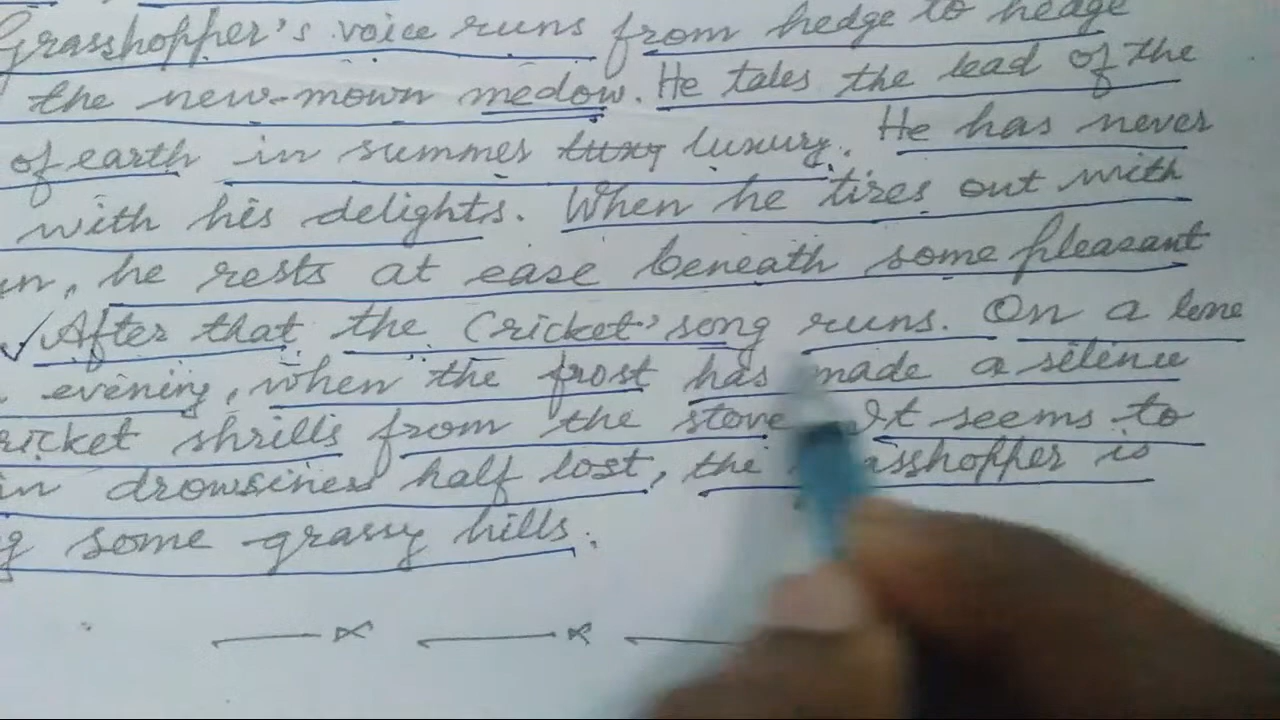 Grasshopper's voice runs from hedge to hedge
the new-mown medow. He tales the lead of the
of earth in summer luxury. He has never
with his delights. When he tires out with
un, he rests at ease beneath some pleasant
✓ After that the Cricket' song runs. On a lone
evening, when the frost has made a silence
ricket shrills from the stove It seems to
in drowsiness half lost, the asshopper is
g some grassy hills.